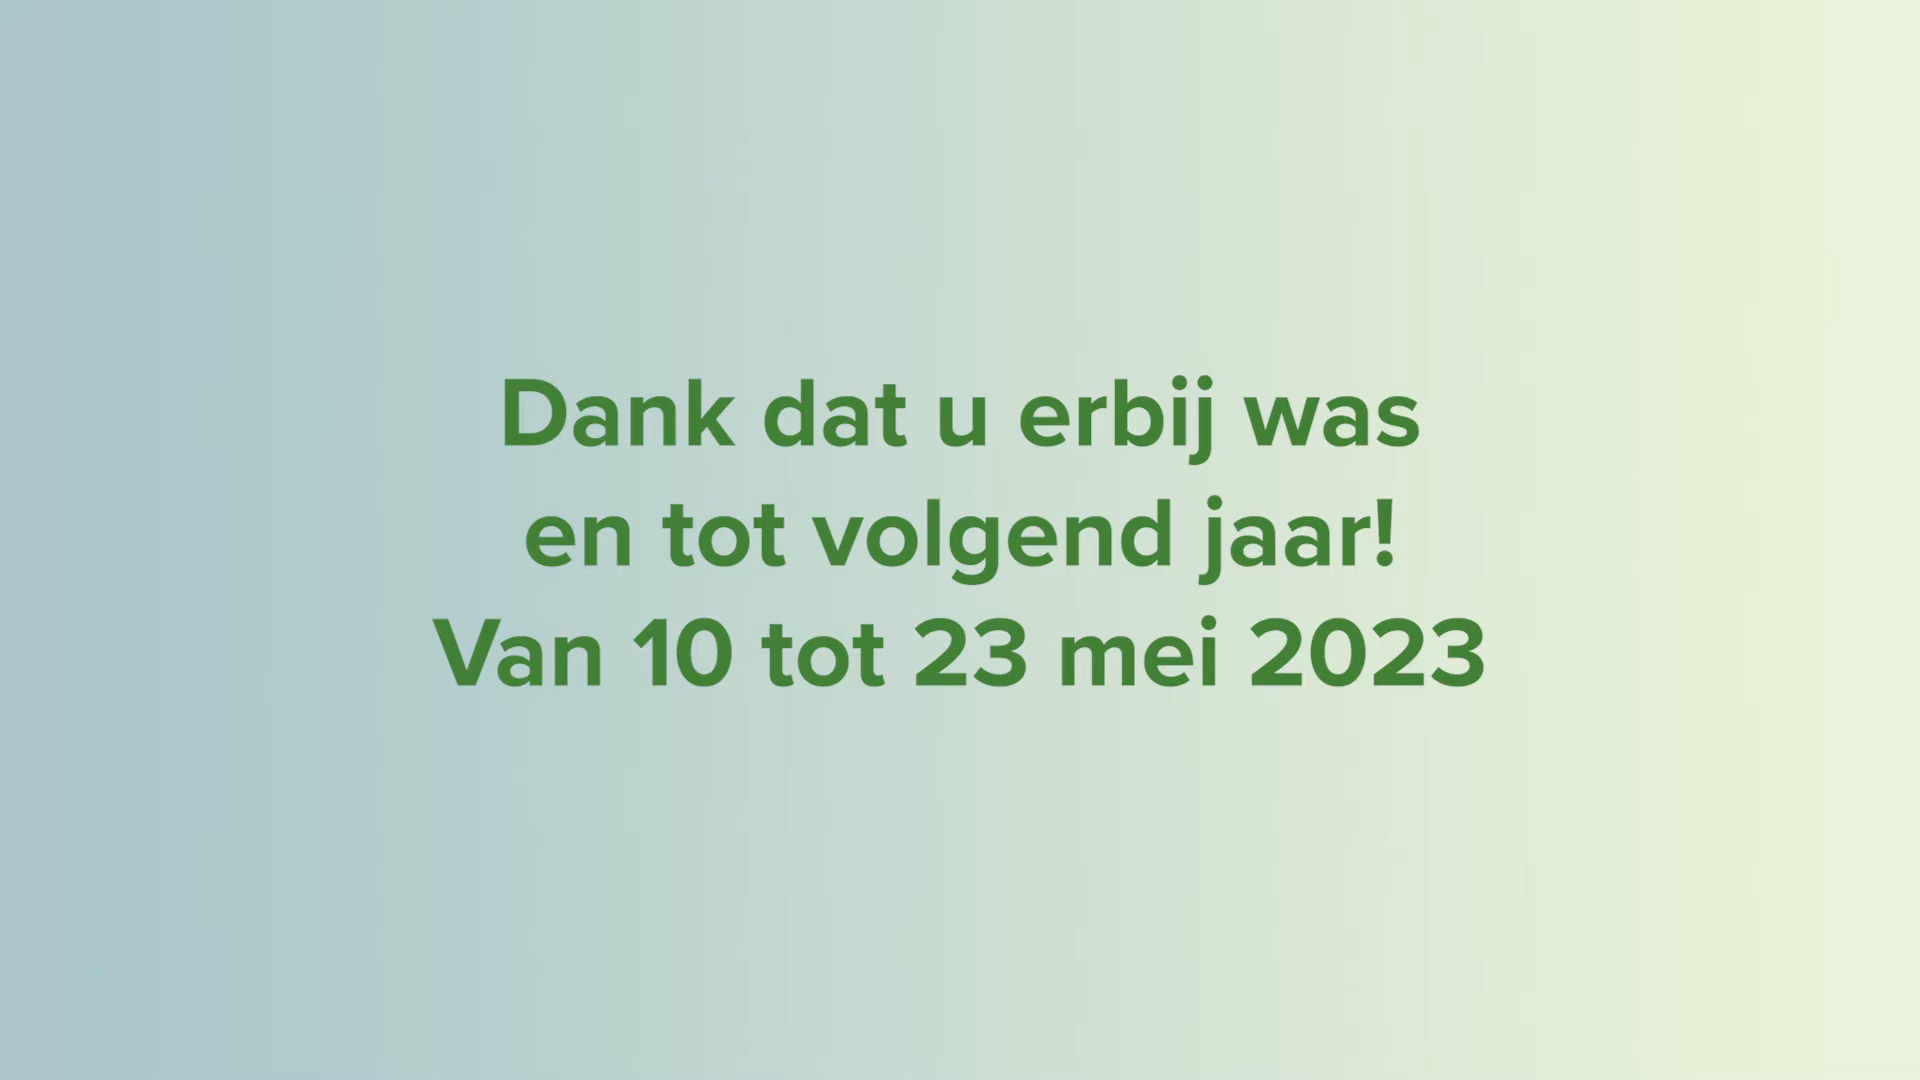 Dank dat u erbij was
en tot volgend jaar!
Van 10 tot 23 mei 2023